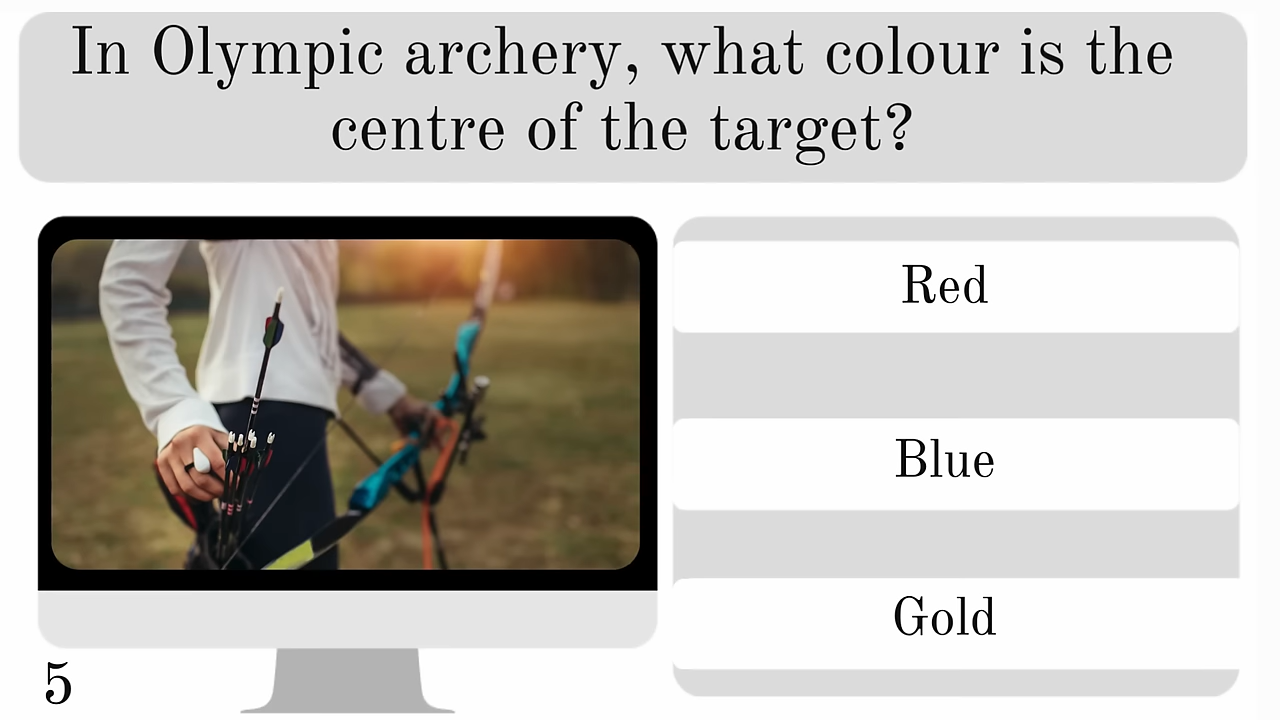 In Olympic archery, what colour is the
centre of the target?
Red
Blue
Gold
5